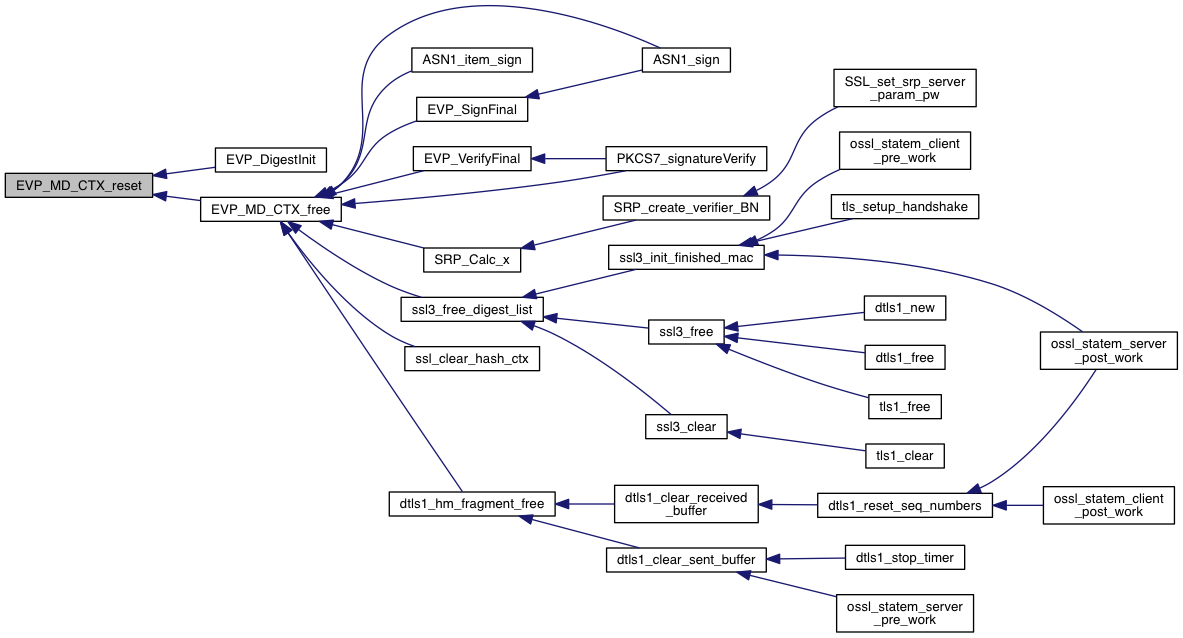 EVP_MD_CTX_reset
EVP_DigestInit
EVP_MD_CTX_free
ASN1_item_sign
EVP_SignFinal
EVP_VerifyFinal
SRP_Calc_x
ssl3_free_digest_list
ssl_clear_hash_ctx
dtls1_hm_fragment_free
ASN1_sign
PKCS7_signatureVerify
SRP_create_verifier_BN
ssl3_init_finished_mac
ssl3_free
ssl3_clear
dtls1_clear_received
_buffer
dtls1_clear_sent_buffer
SSL_set_srp_server
_param_pw
ossl_statem_client
_pre_work
tls_setup_handshake
dtls1_new
dtls1_free
tls1_free
tls1_clear
dtls1_reset_seq_numbers
dtls1_stop_timer
ossl_statem_server
_pre_work
ossl_statem_server
_post_work
ossl_statem_client
_post_work